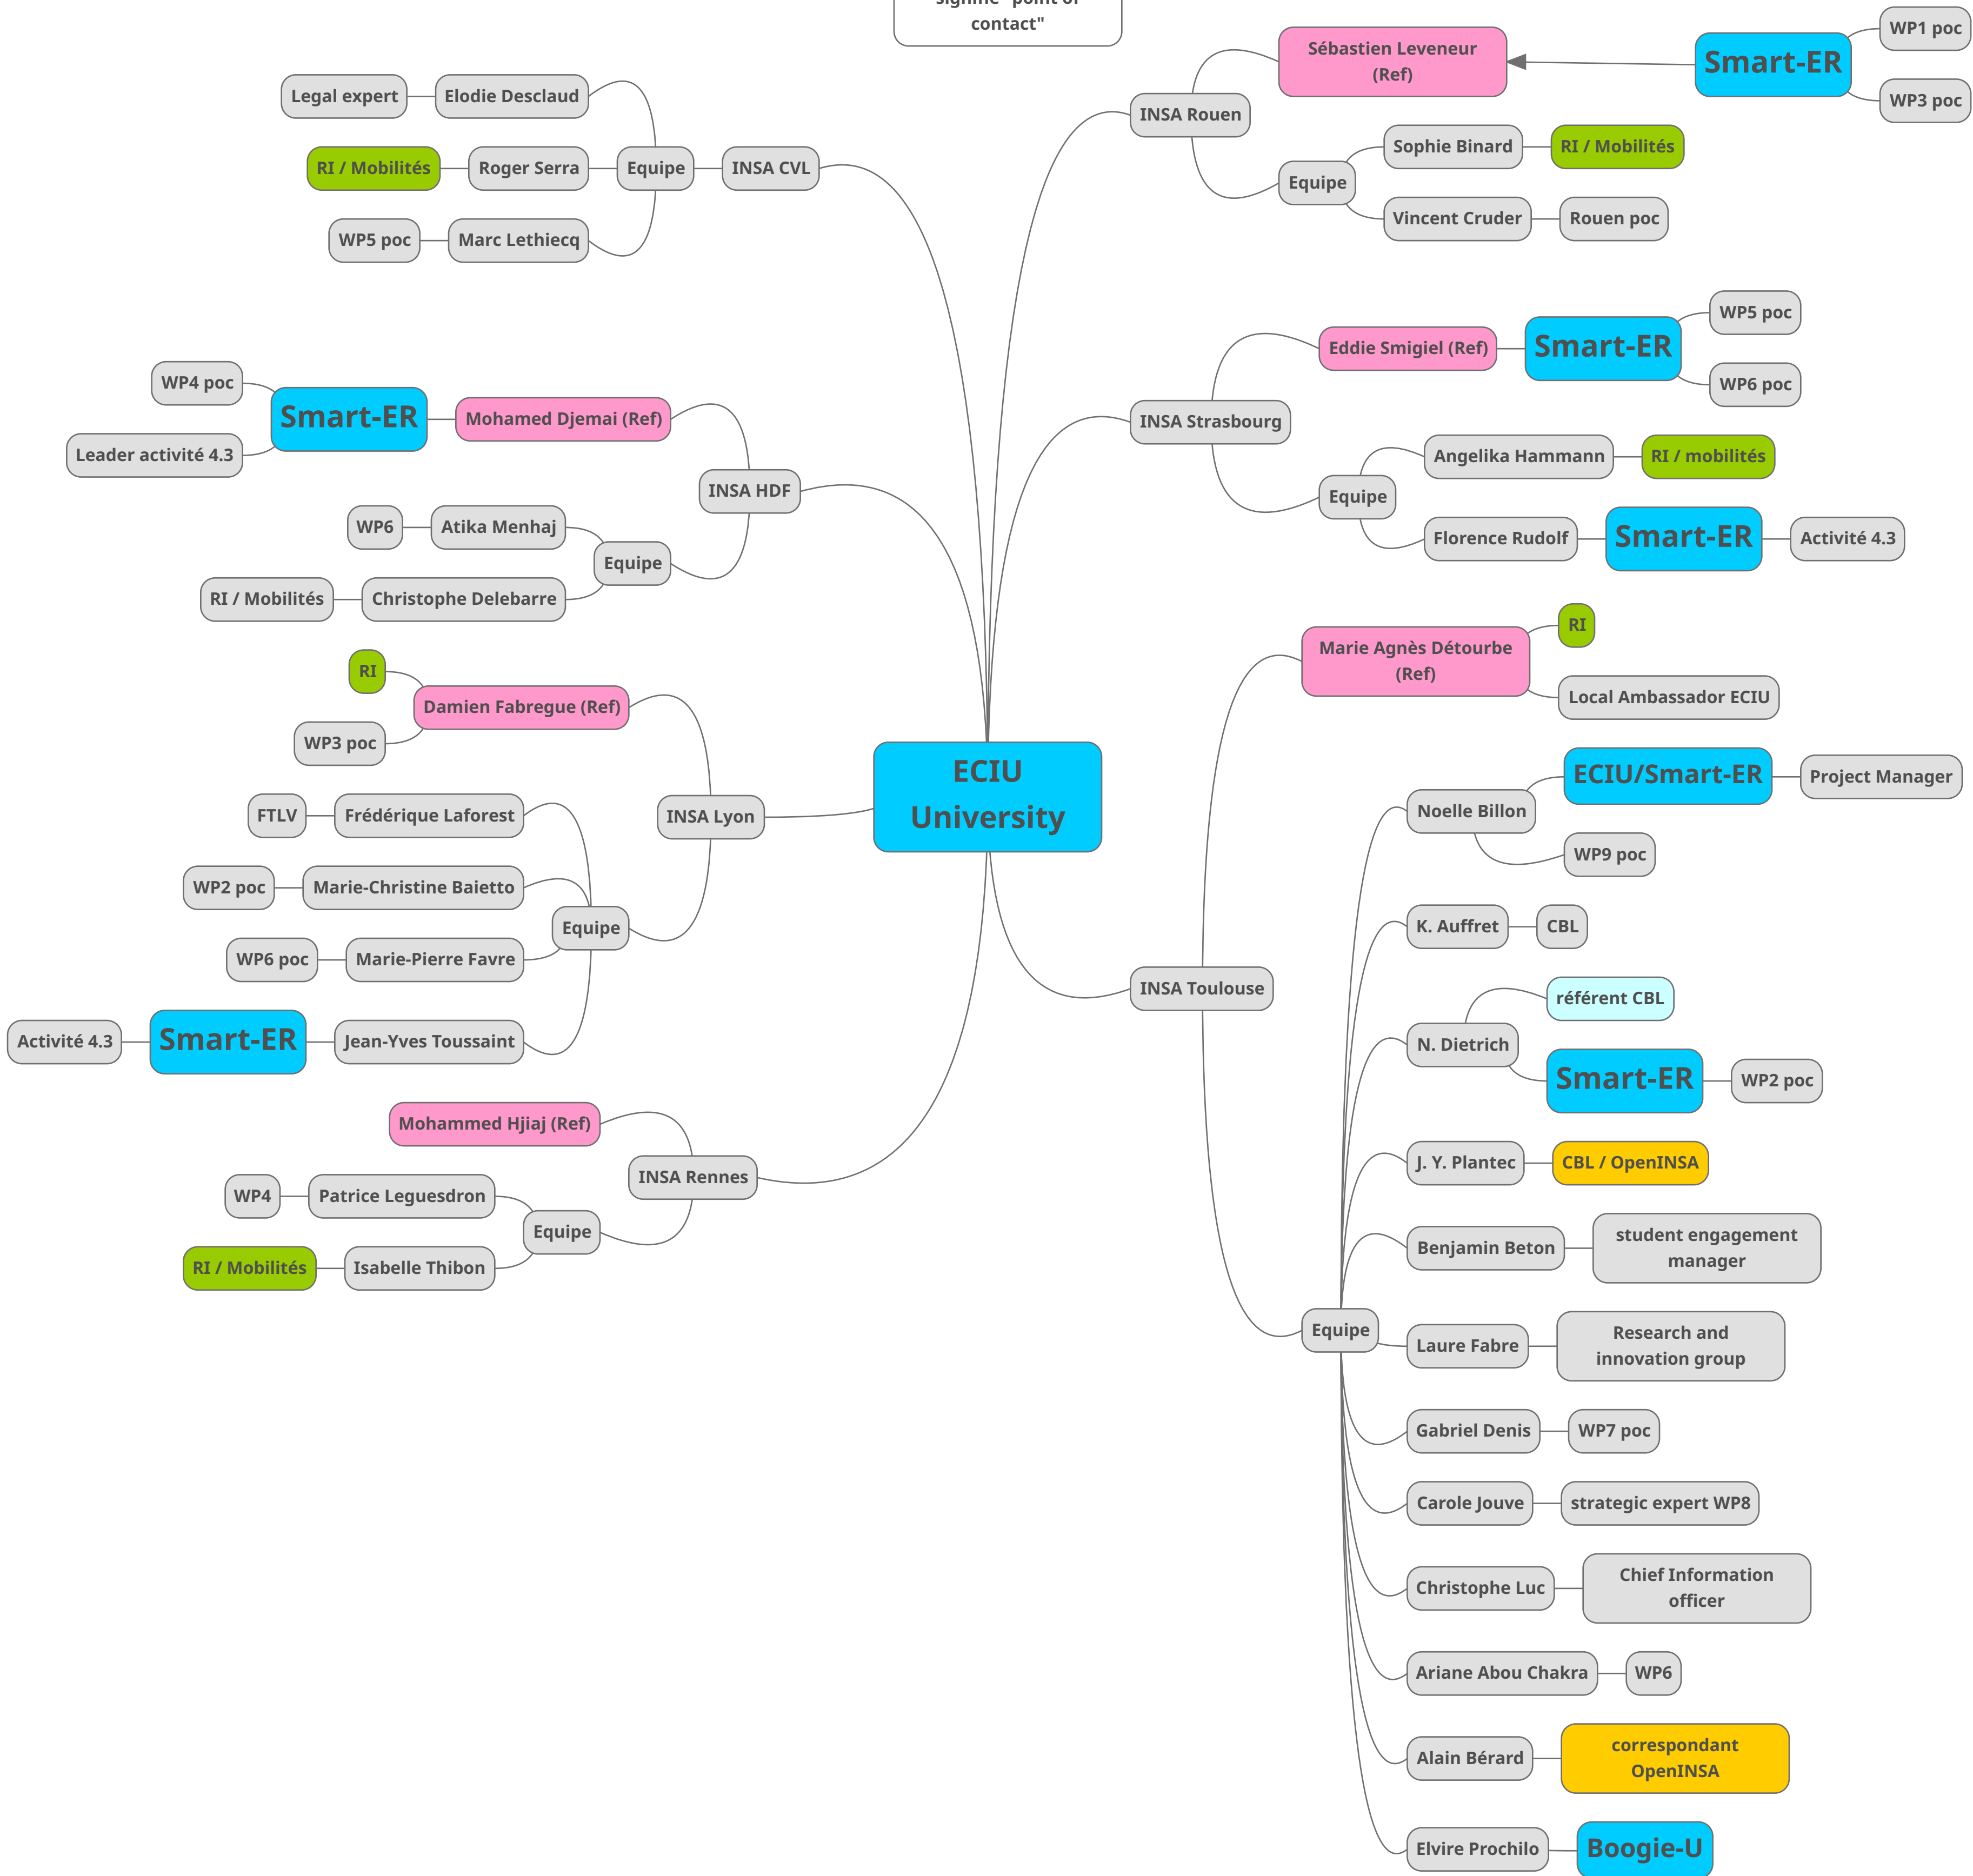 contact"
ECIU
University
INSA CVL
Equipe
Elodie Desclaud
Legal expert
Roger Serra
RI / Mobilités
Marc Lethiecq
WP5 poc
INSA HDF
Mohamed Djemai (Ref)
Smart-ER
WP4 poc
Leader activité 4.3
Equipe
Atika Menhaj
WP6
Christophe Delebarre
RI / Mobilités
INSA Lyon
Damien Fabregue (Ref)
RI
WP3 poc
Equipe
Frédérique Laforest
FTLV
Marie-Christine Baietto
WP2 poc
Marie-Pierre Favre
WP6 poc
Jean-Yves Toussaint
Smart-ER
Activité 4.3
INSA Rennes
Mohammed Hjiaj (Ref)
Equipe
Patrice Leguesdron
WP4
Isabelle Thibon
RI / Mobilités
INSA Rouen
Sébastien Leveneur
(Ref)
Smart-ER
WP1 poc
WP3 poc
Equipe
Sophie Binard
RI / Mobilités
Vincent Cruder
Rouen poc
INSA Strasbourg
Eddie Smigiel (Ref)
Smart-ER
WP5 poc
WP6 poc
Equipe
Angelika Hammann
RI / mobilités
Florence Rudolf
Smart-ER
Activité 4.3
INSA Toulouse
Marie Agnès Détourbe
(Ref)
RI
Local Ambassador ECIU
Equipe
Noelle Billon
ECIU/Smart-ER
Project Manager
WP9 poc
K. Auffret
CBL
N. Dietrich
référent CBL
Smart-ER
WP2 poc
J. Y. Plantec
CBL / OpenINSA
Benjamin Beton
student engagement
manager
Laure Fabre
Research and
innovation group
Gabriel Denis
WP7 poc
Carole Jouve
strategic expert WP8
Christophe Luc
Chief Information
officer
Ariane Abou Chakra
WP6
Alain Bérard
correspondant
OpenINSA
Elvire Prochilo
Boogie-U